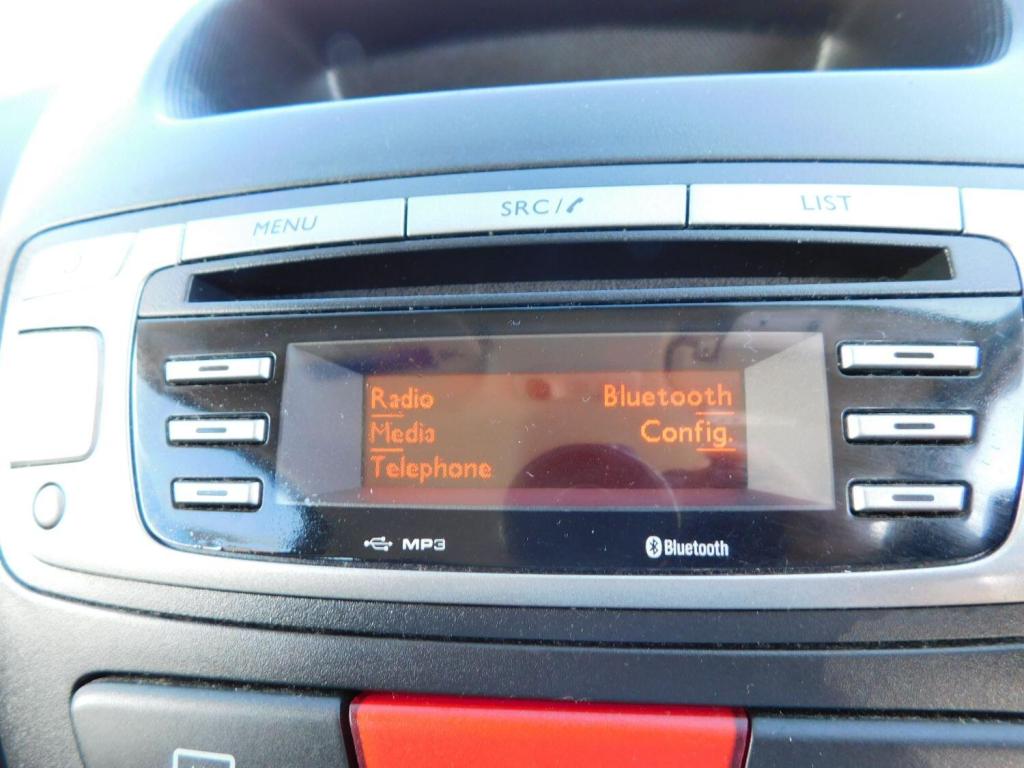 MENU
SRC/
LIST
Radio Bluetooth
Media Config.
Telephone
MP3 Bluetooth